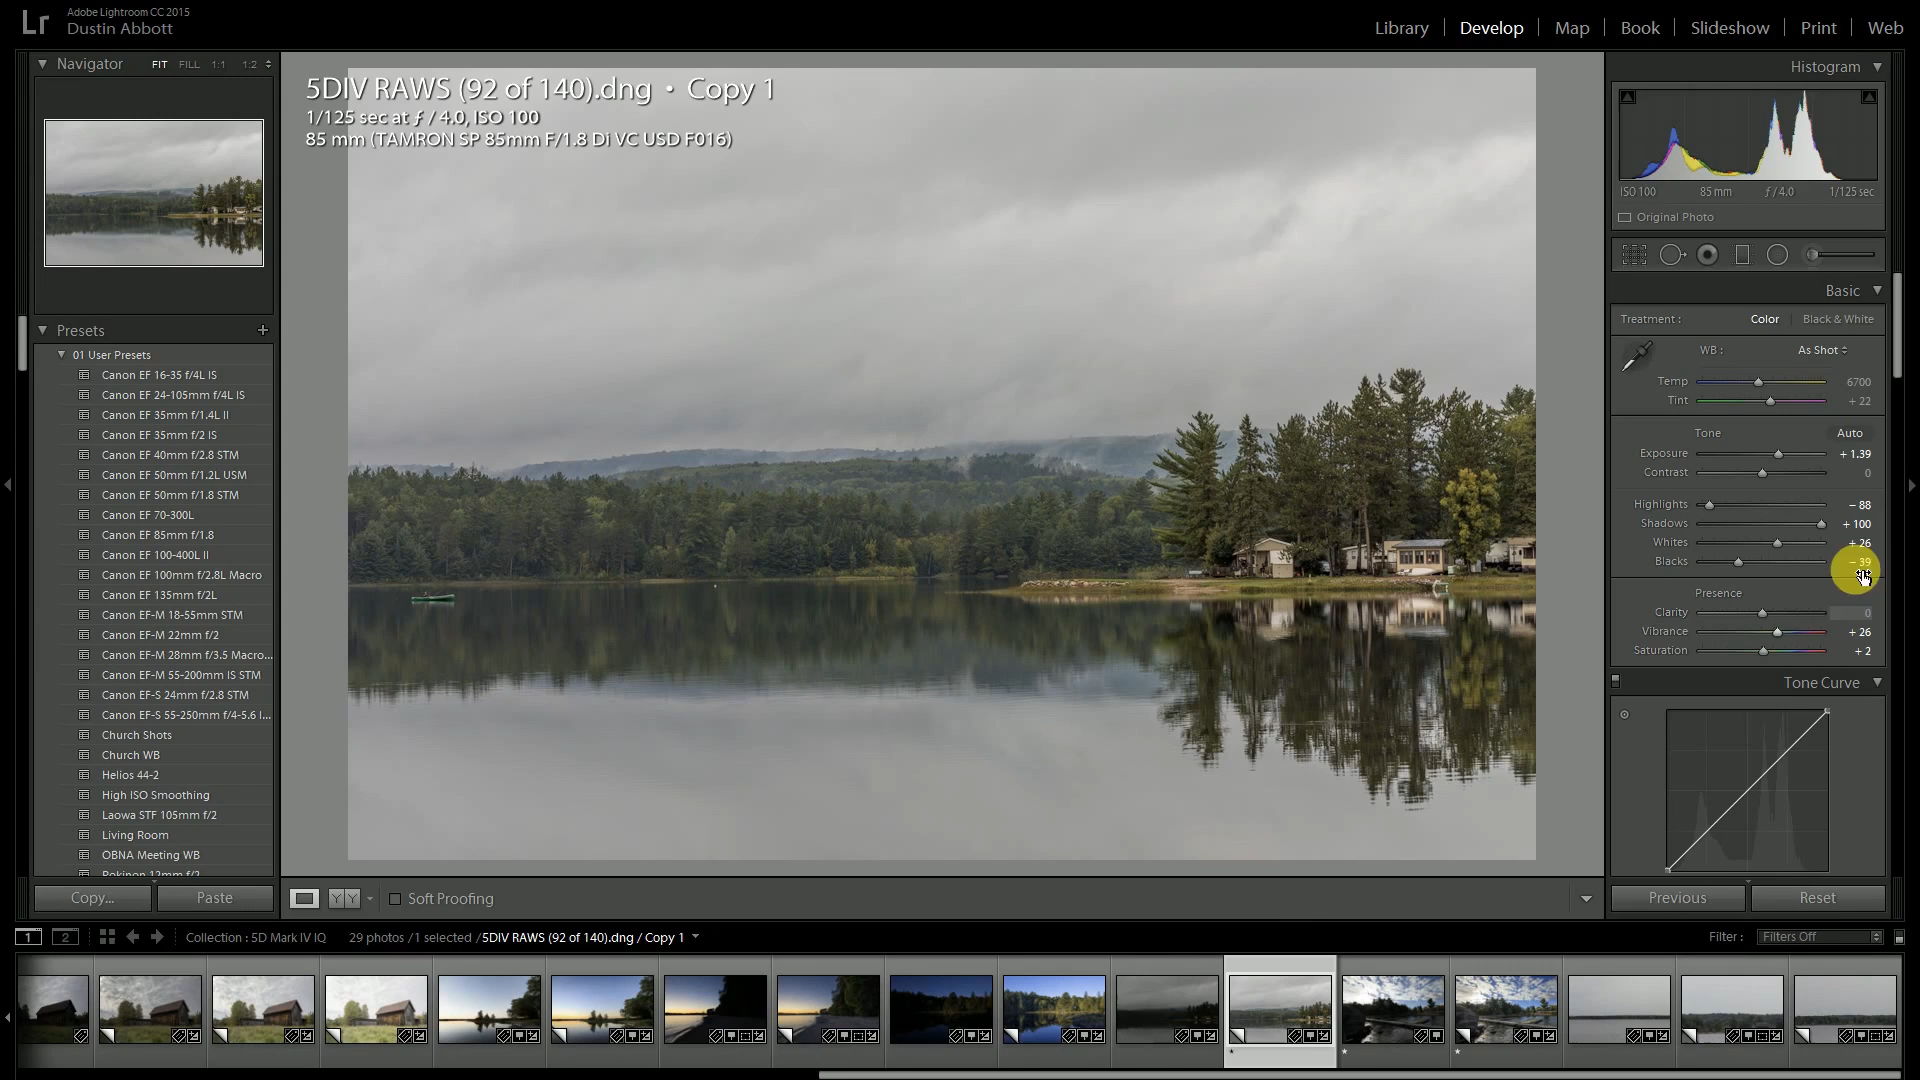 Lr
Adobe Lightroom CC 2015
Dustin Abbott
Library
Develop
Map
Book
Slideshow
Print
Web
Navigator
FIT
FILL
1:1
1:2
Presets
+
01 User Presets
Canon EF 16-35 f/4L IS
Canon EF 24-105mm f/4L IS
Canon EF 35mm f/1.4L II
Canon EF 35mm f/2 IS
Canon EF 40mm f/2.8 STM
Canon EF 50mm f/1.2L USM
Canon EF 50mm f/1.8 STM
Canon EF 70-300L
Canon EF 85mm f/1.8
Canon EF 100-400L II
Canon EF 100mm f/2.8L Macro
Canon EF 135mm f/2L
Canon EF-M 18-55mm STM
Canon EF-M 22mm f/2
Canon EF-M 28mm f/3.5 Macro...
Canon EF-M 55-200mm IS STM
Canon EF-S 24mm f/2.8 STM
Canon EF-S 55-250mm f/4-5.6 I...
Church Shots
Church WB
Helios 44-2
High ISO Smoothing
Laowa STF 105mm f/2
Living Room
OBNA Meeting WB
Rokinon 12mm f/2
Copy...
Paste
5DIV RAWS (92 of 140).dng • Copy 1
1/125 sec at ƒ / 4.0, ISO 100
85 mm (TAMRON SP 85mm F/1.8 Di VC USD F016)
Soft Proofing
Histogram
ISO 100
85 mm
ƒ / 4.0
1/125 sec
Original Photo
Basic
Treatment :
Color
Black & White
WB :
As Shot
Temp
6700
Tint
+ 22
Tone
Auto
Exposure
+ 1.39
Contrast
0
Highlights
− 88
Shadows
+ 100
Whites
+ 26
Blacks
− 39
Presence
Clarity
0
Vibrance
+ 26
Saturation
+ 2
Tone Curve
Previous
Reset
1
2
Collection : 5D Mark IV IQ
29 photos / 1 selected / 5DIV RAWS (92 of 140).dng / Copy 1
Filter :
Filters Off